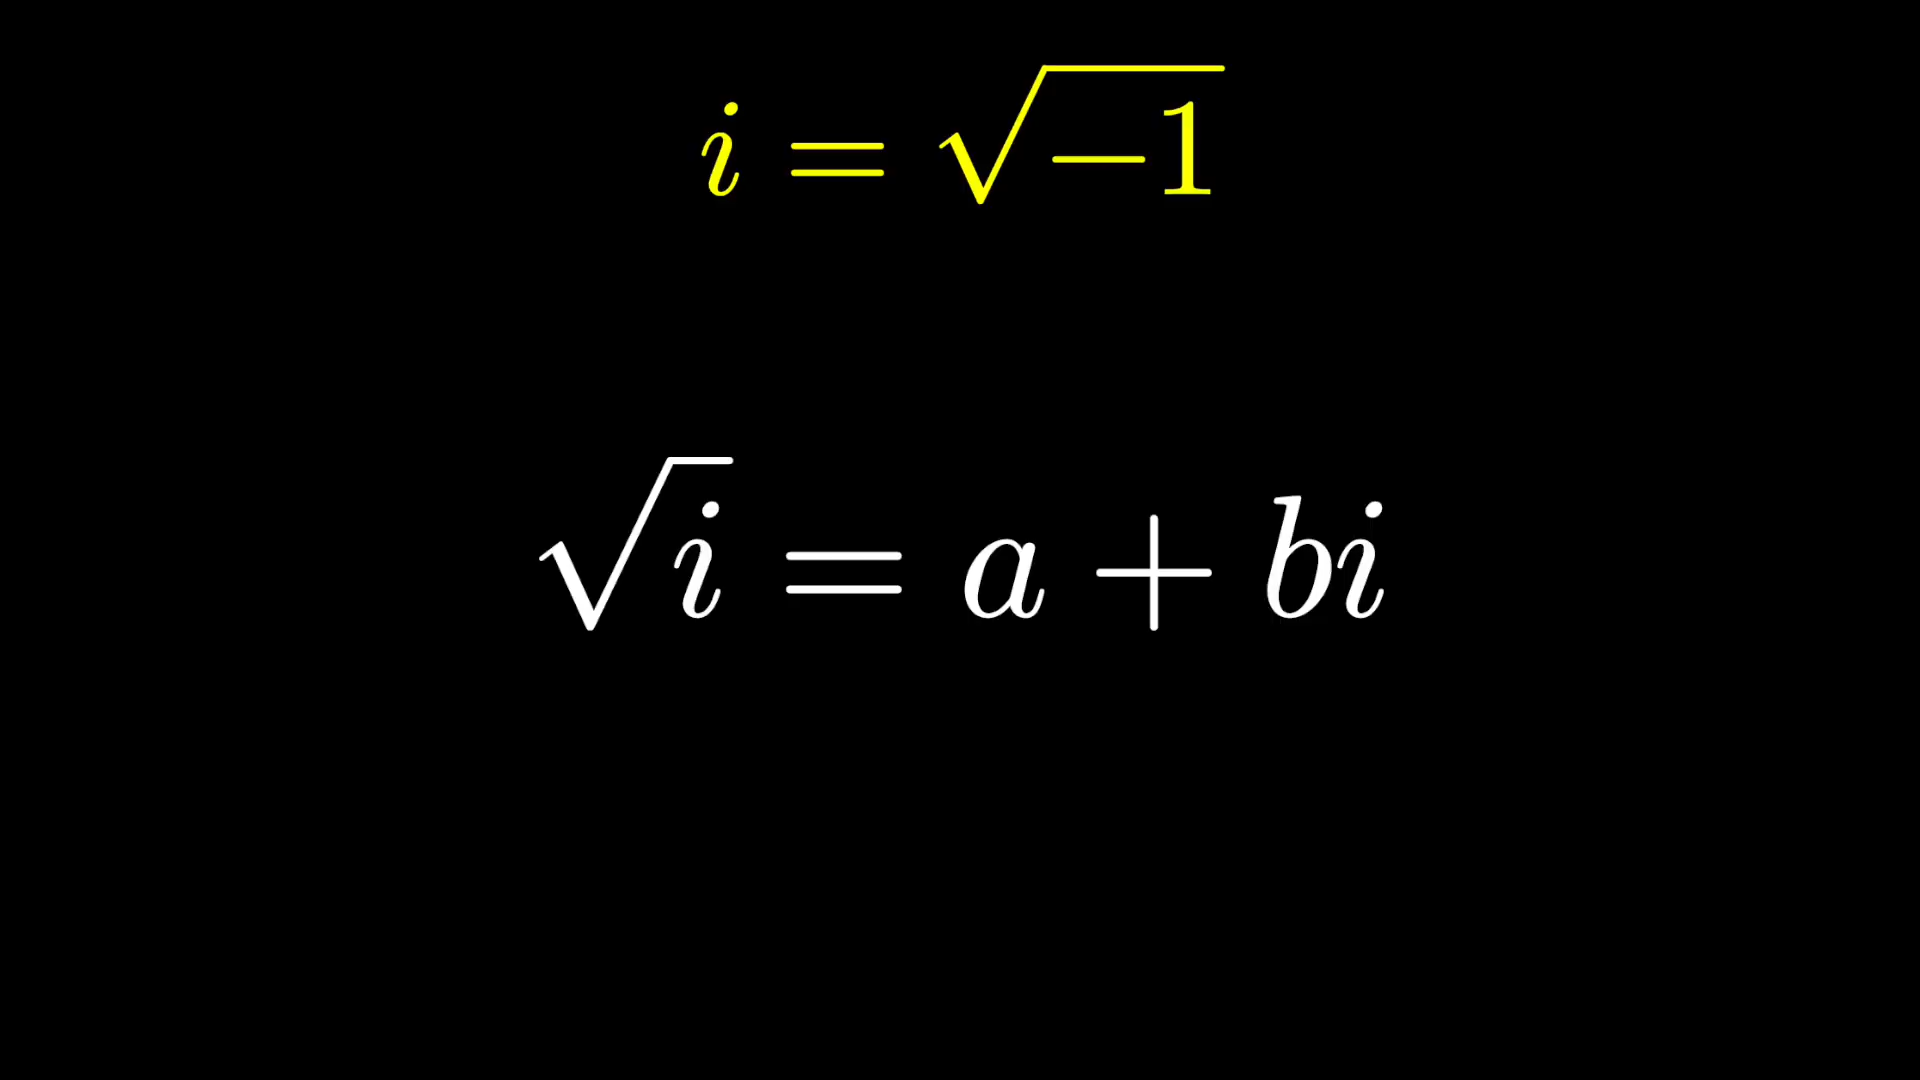 i = √−1
√i = a + bi